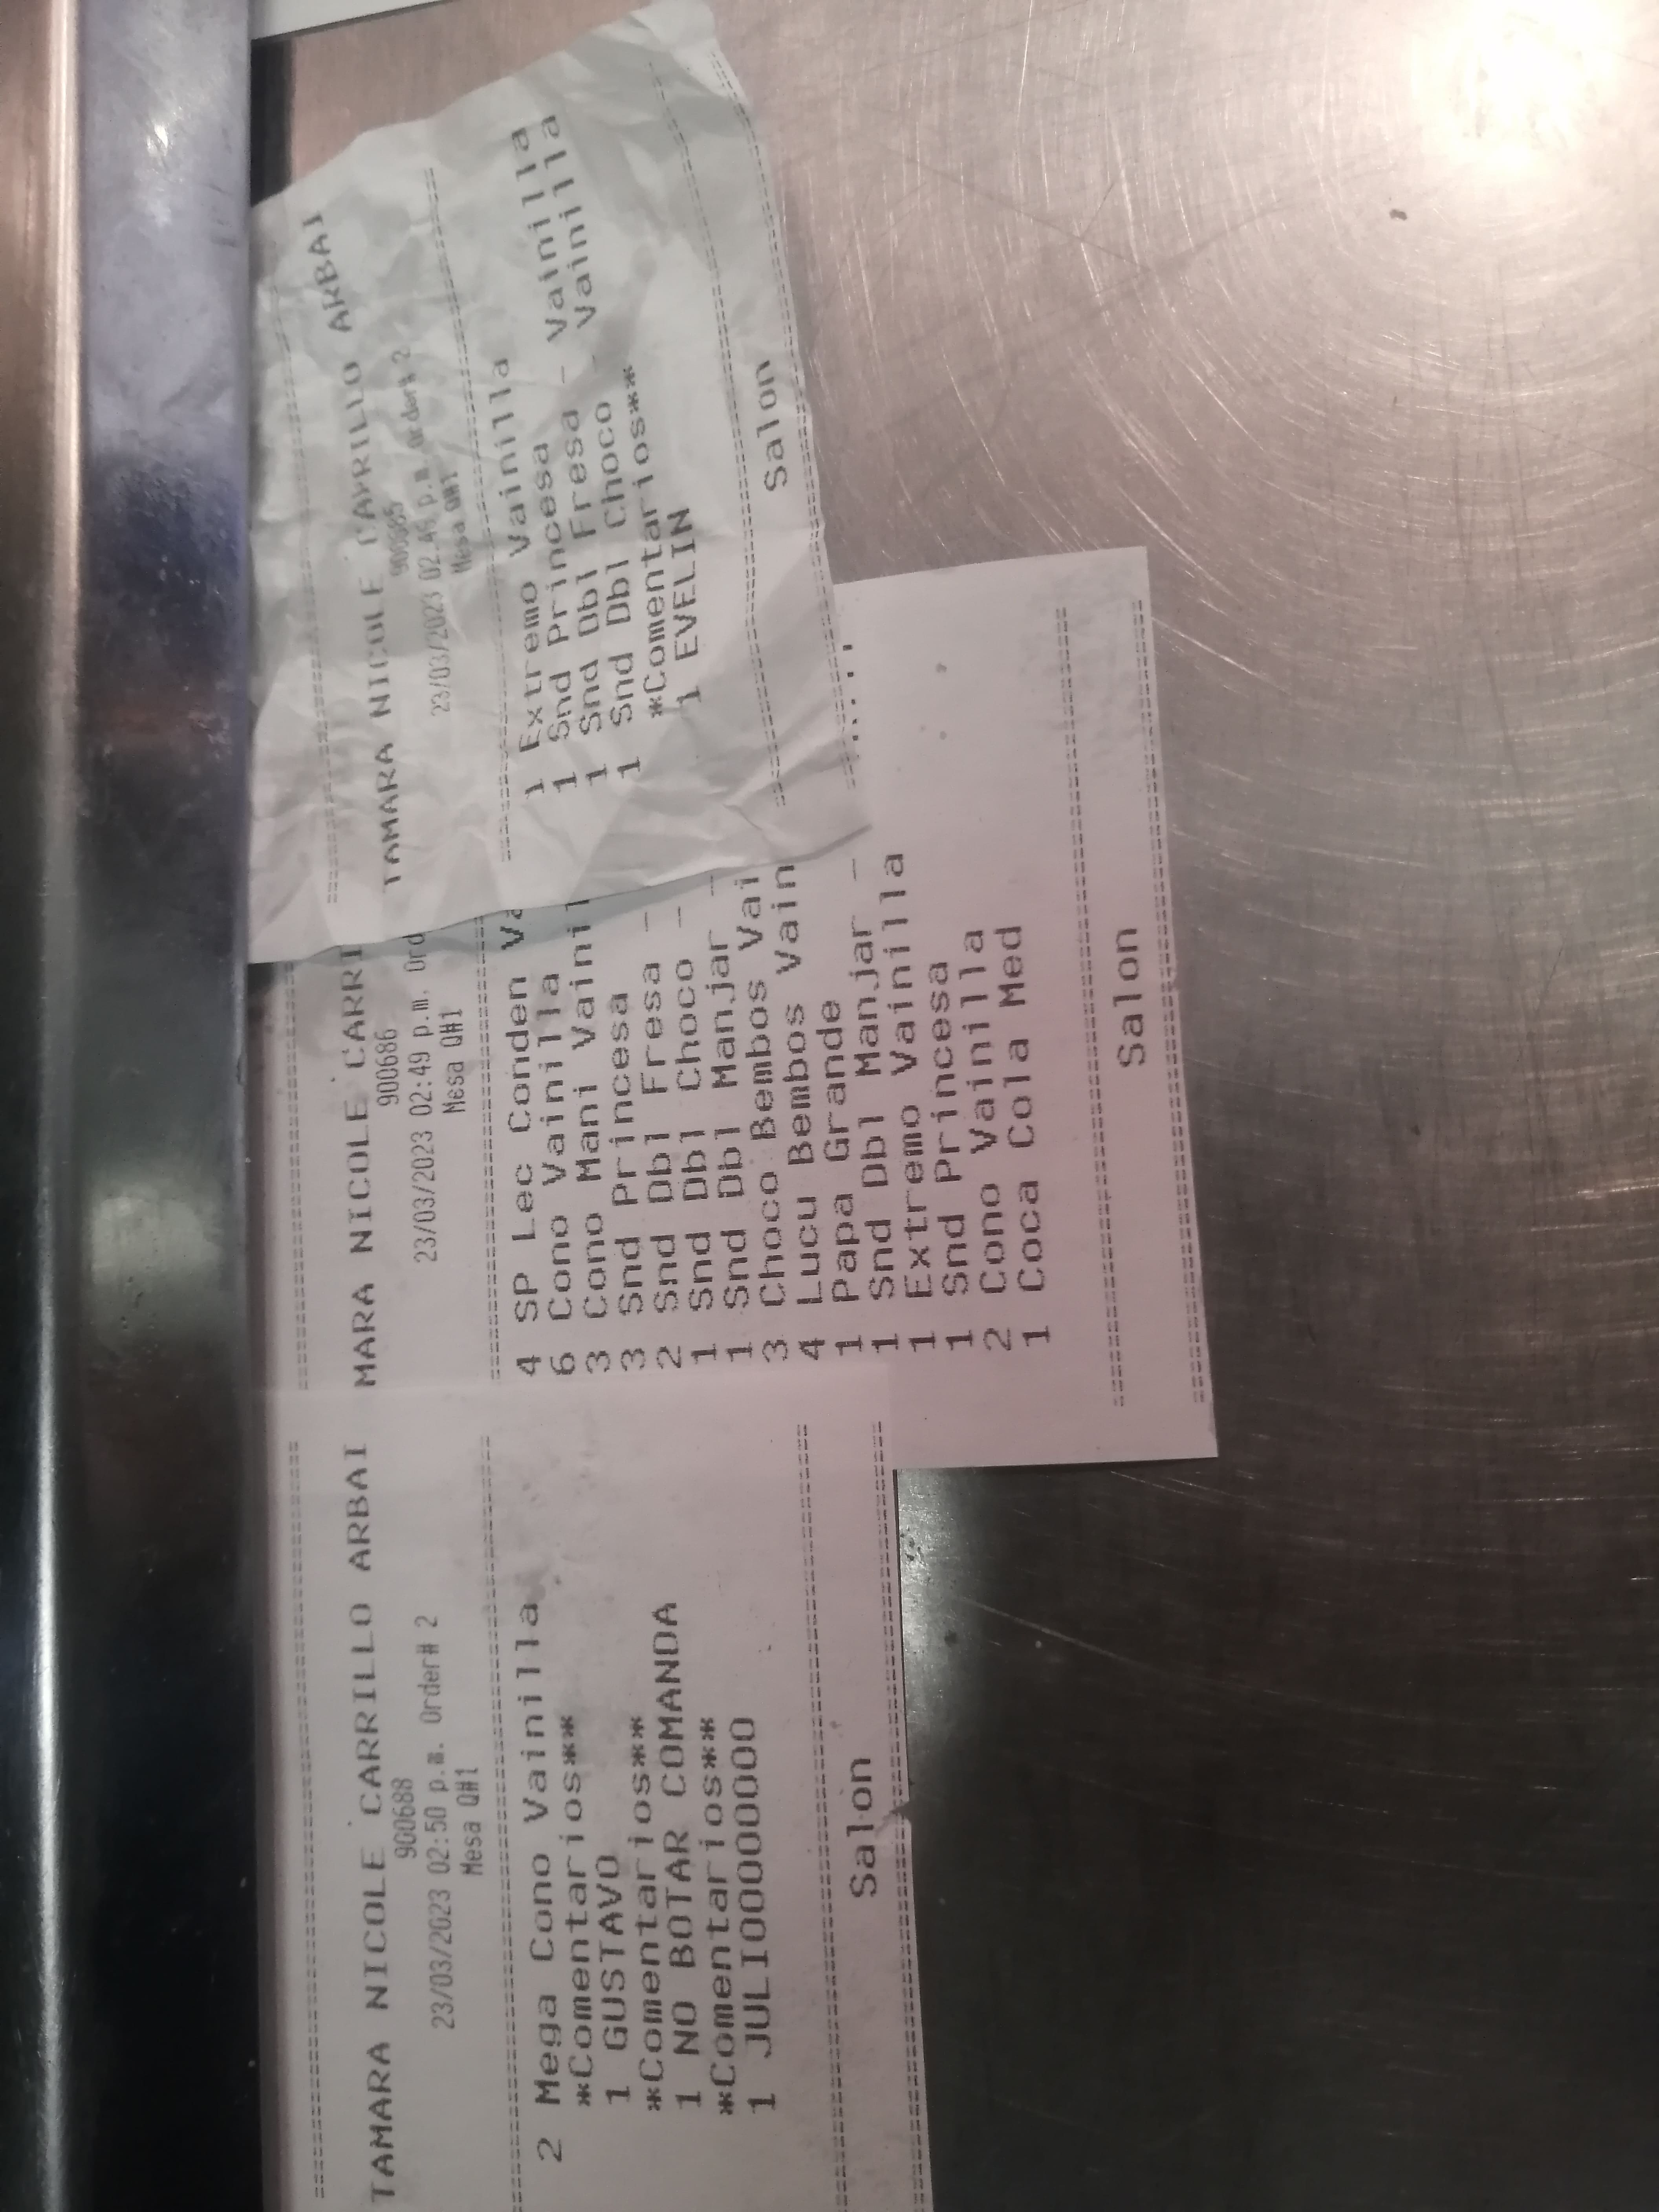 TAMARA NICOLE CARRILLO ARBAI
900688
23/03/2023 02:50 p.m. Order# 2
Mesa Q#1
2 Mega Cono Vainilla
*Comentarios**
1 GUSTAVO
*Comentarios**
1 NO BOTAR COMANDA
*Comentarios**
1 JULIOOOOOOOO
Salon
MARA NICOLE CARRI
900686
23/03/2023 02:49 p.m. Ord
Mesa Q#1
4 SP Lec Conden Va
6 Cono Vainilla
3 Cono Mani Vainil
3 Snd Princesa
2 Snd Dbl Fresa -
1 Snd Dbl Choco -
1 Snd Dbl Manjar -
3 Choco Bembos Vai
4 Lucu Bembos Vain
1 Papa Grande
1 Snd Dbl Manjar -
1 Extremo Vainilla
1 Snd Princesa
2 Cono Vainilla
1 Coca Cola Med
Salon
TAMARA NICOLE CARRILLO ARBAI
900685
23/03/2023 02:45 p.m. Order# 2
Mesa Q#1
1 Extremo Vainilla
1 Snd Princesa - Vainilla
1 Snd Dbl Fresa - Vainilla
1 Snd Dbl Choco - Vainilla
*Comentarios**
1 EVELIN
Salon